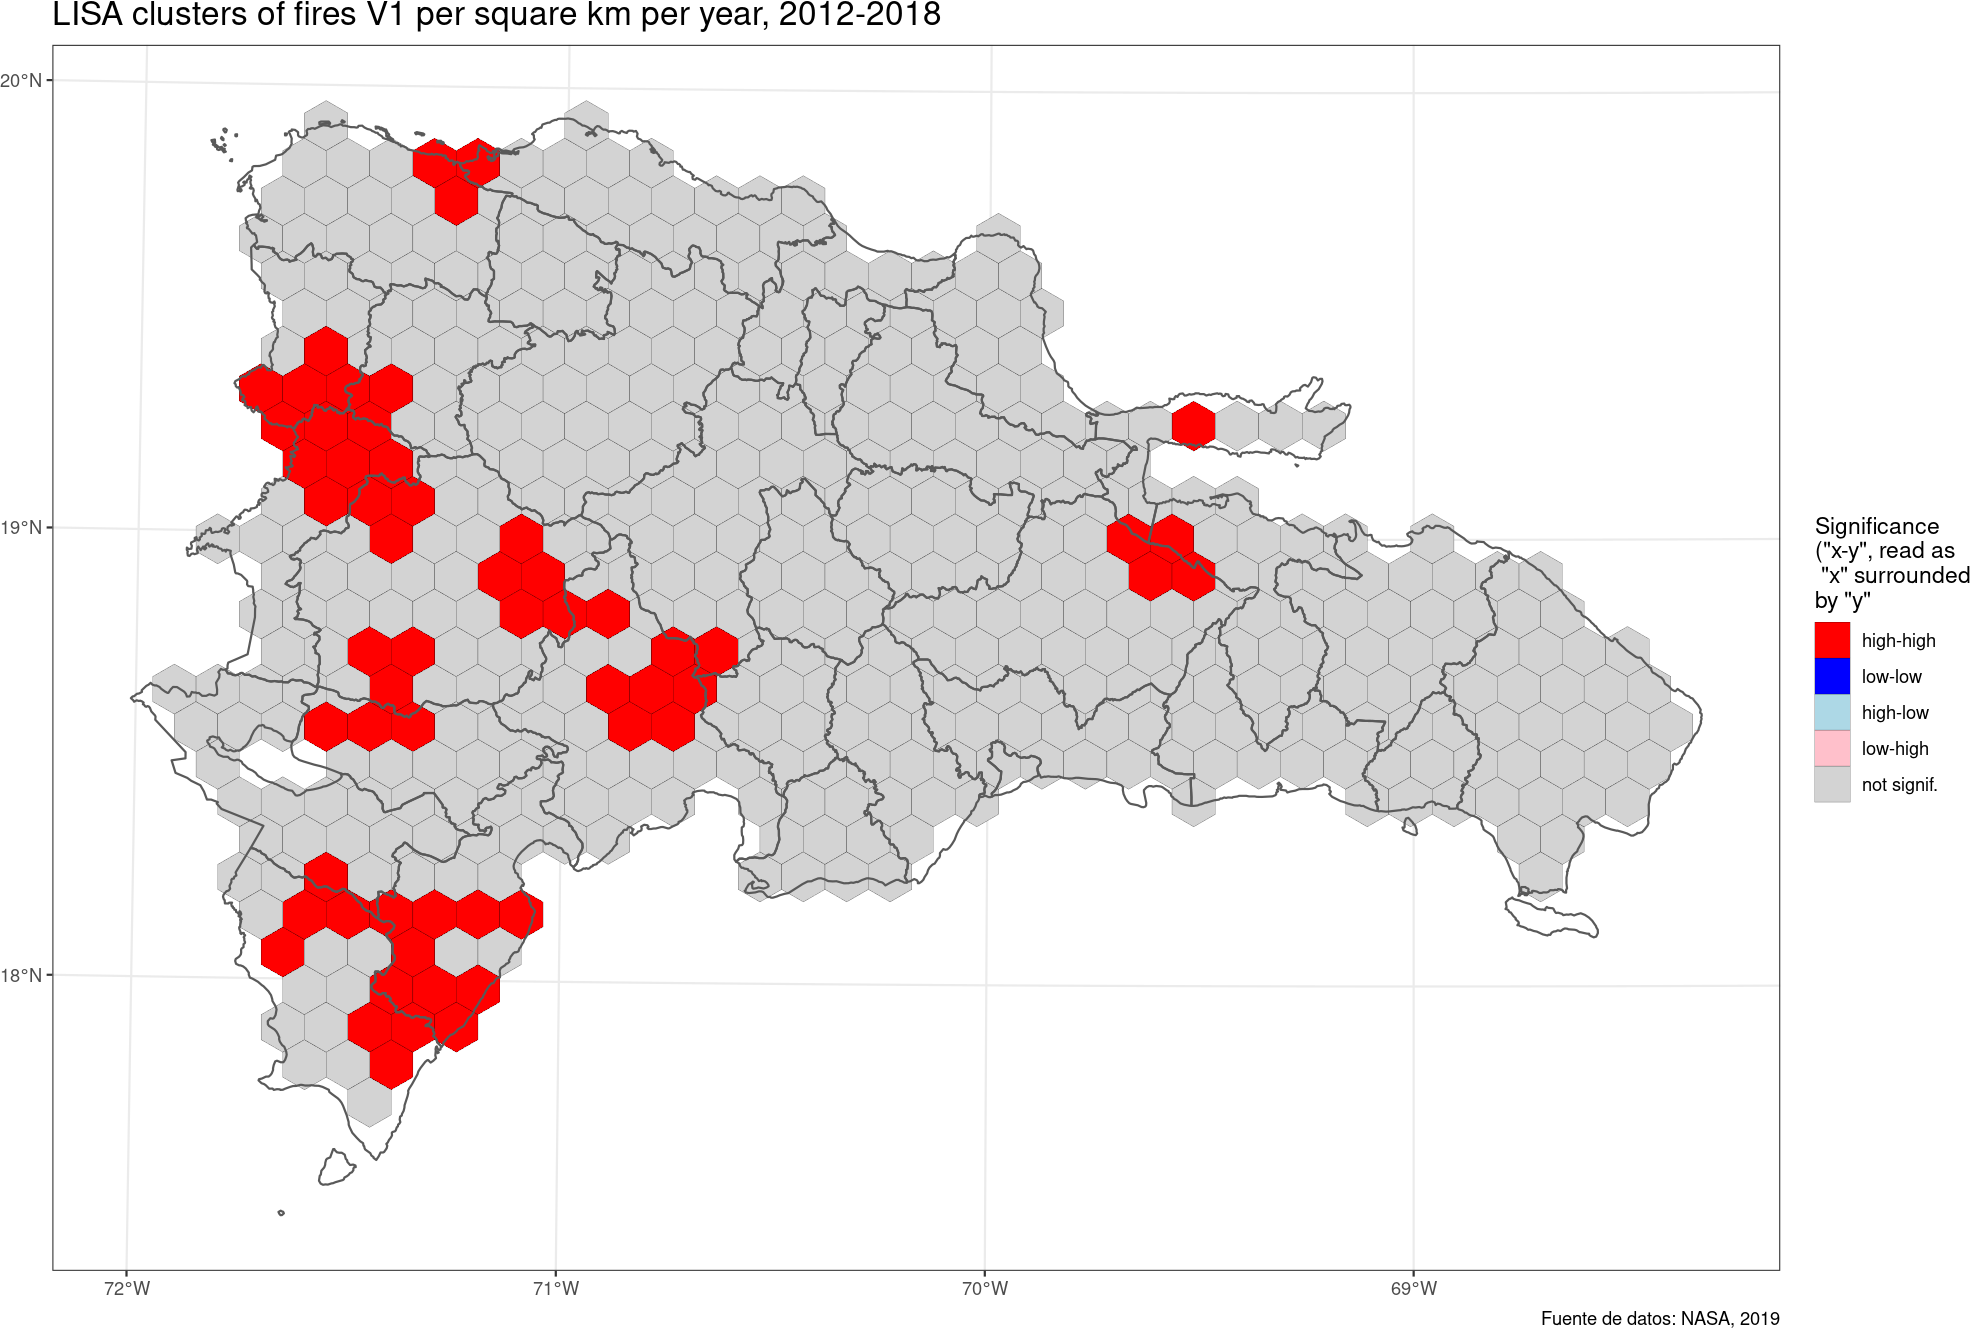 LISA clusters of fires V1 per square km per year, 2012-2018
20°N
19°N
18°N
72°W
71°W
70°W
69°W
Significance
("x-y", read as
"x" surrounded
by "y"
high-high
low-low
high-low
low-high
not signif.
Fuente de datos: NASA, 2019